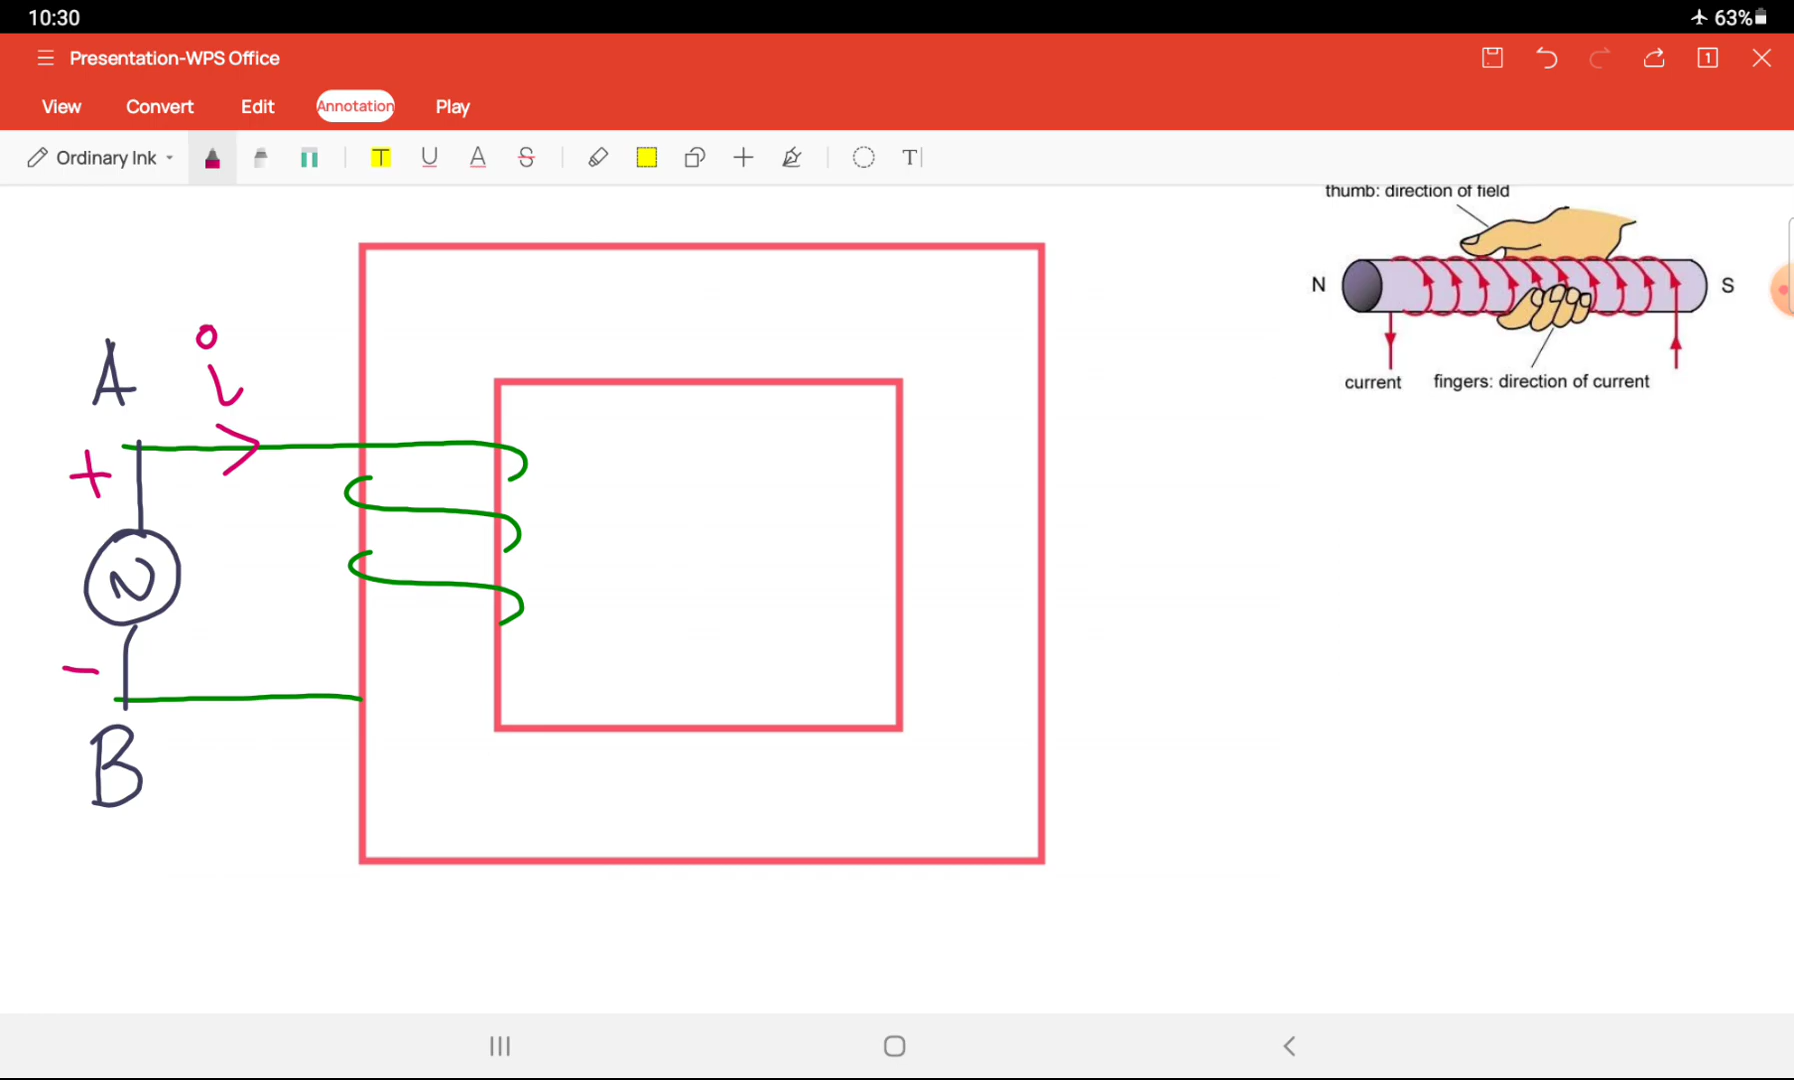 10:30
63%
Presentation-WPS Office
1
View Convert Edit Annotation Play
Ordinary Ink T U A S T
thumb: direction of field
N S
current fingers: direction of current
A i
+
N
-
B